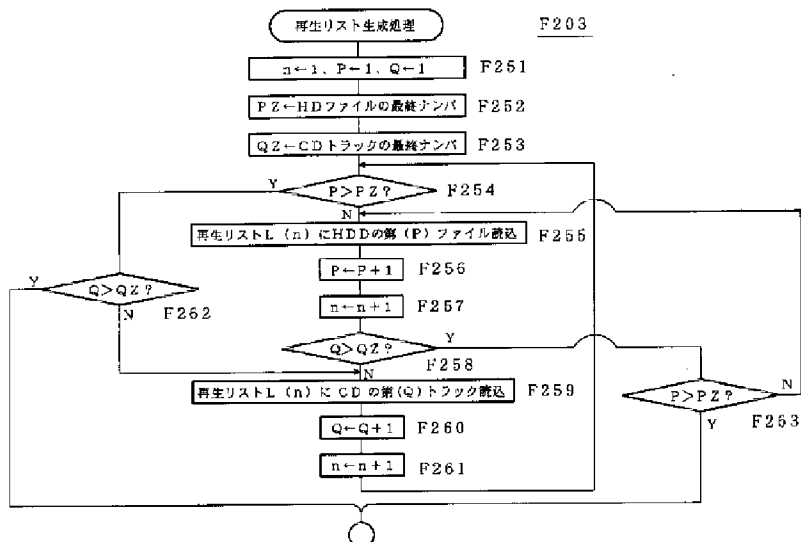 再生リスト生成処理
F203
n←1、P←1、Q←1
F251
PZ←HDファイルの最終ナンバ
F252
QZ←CDトラックの最終ナンバ
F253
Y
P>PZ?
F254
N
再生リストL(n)にHDDの第(P)ファイル読込
F255
P←P+1
F256
Y
Q>QZ?
F262
N
n←n+1
F257
Q>QZ?
Y
F258
N
再生リストL(n)にCDの第(Q)トラック読込
F259
P>PZ?
N
F263
Y
Q←Q+1
F260
n←n+1
F261